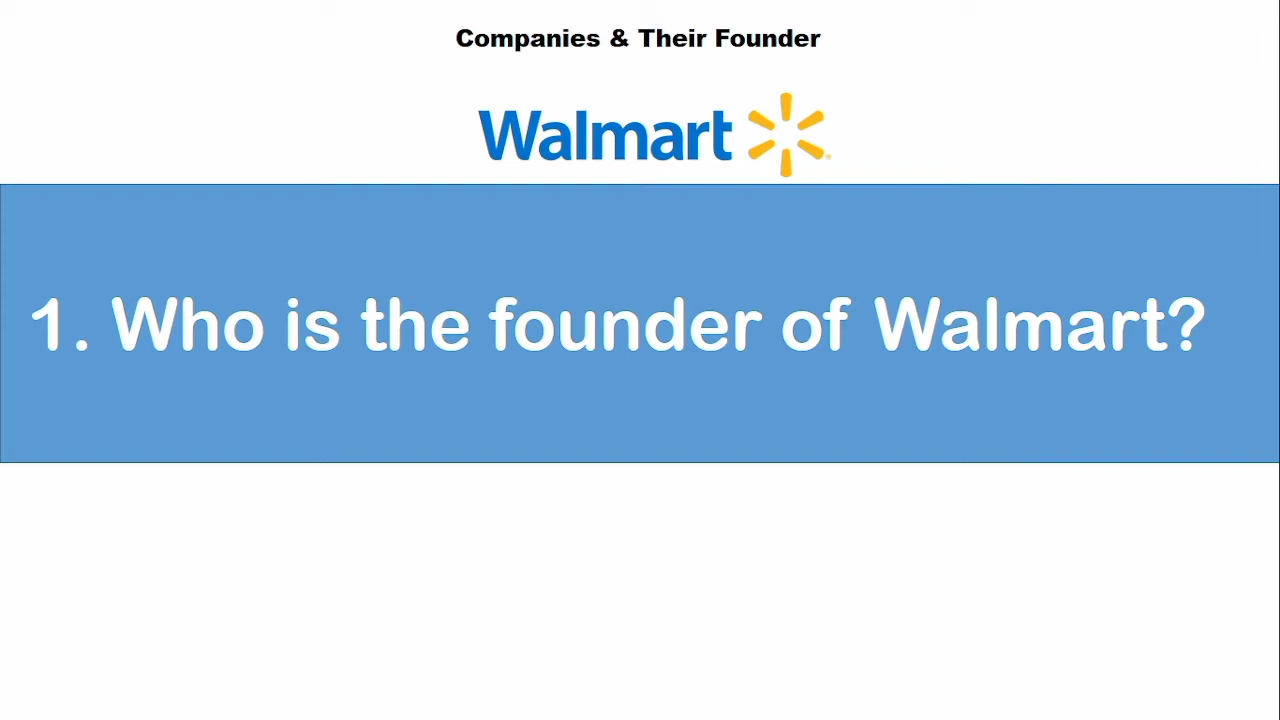 Companies & Their Founder
Walmart
1. Who is the founder of Walmart?